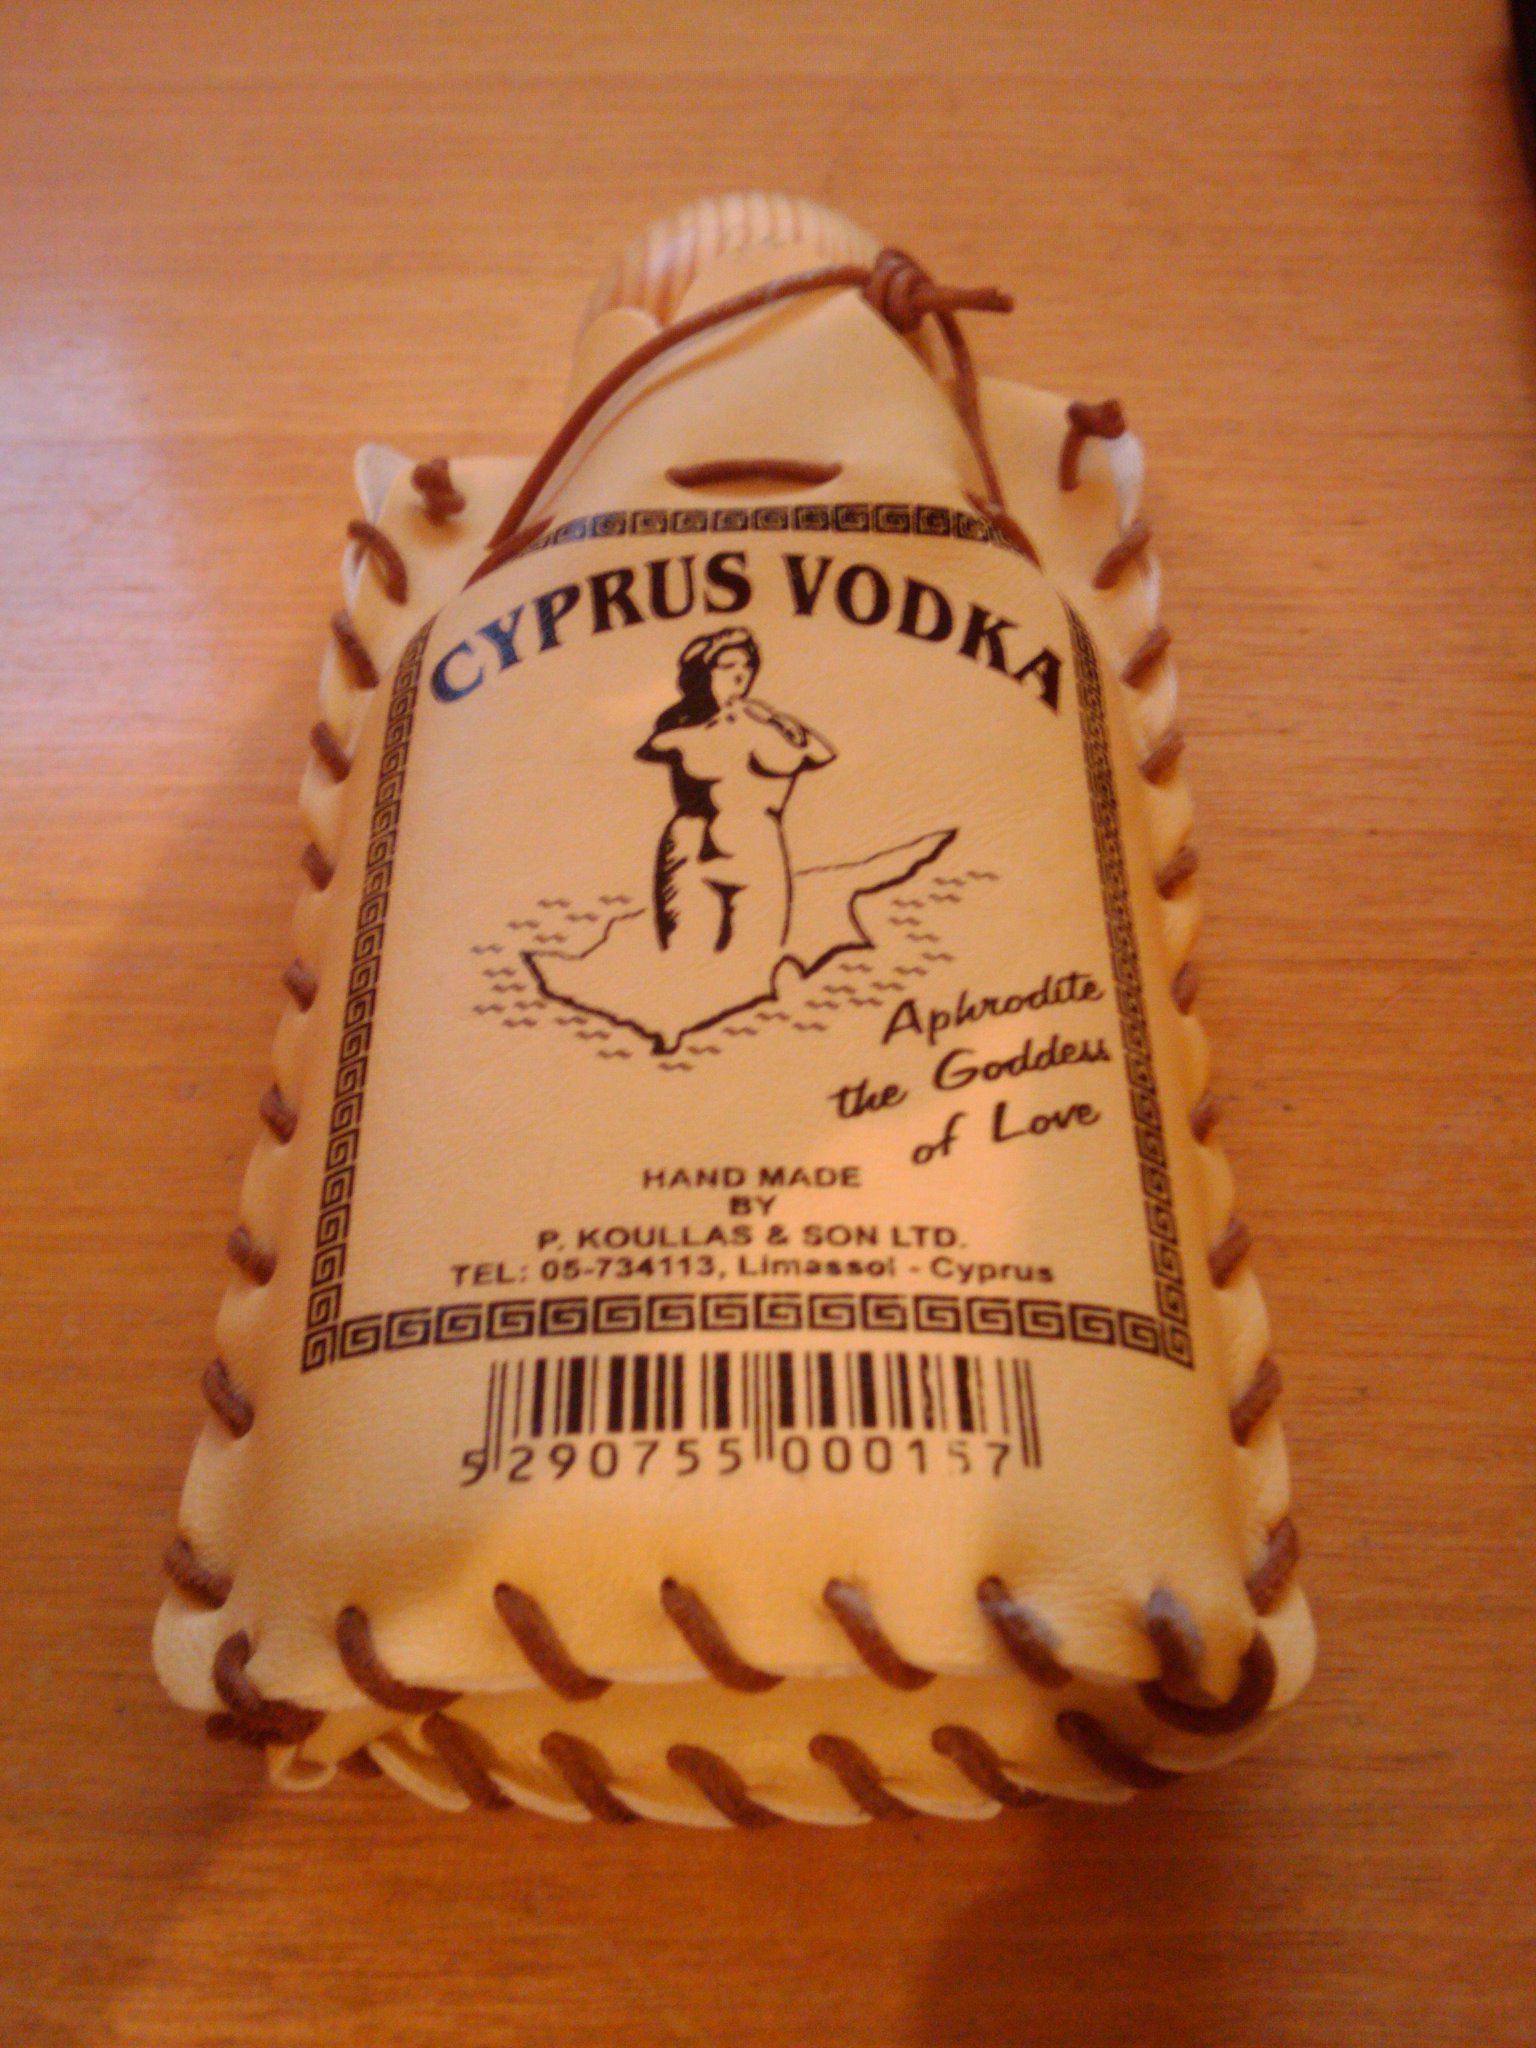 CYPRUS VODKA
Aphrodite
the Goddess
of Love
HAND MADE
BY
P. KOULLAS & SON LTD.
TEL: 05-734113, Limassol - Cyprus
5 290755 000157